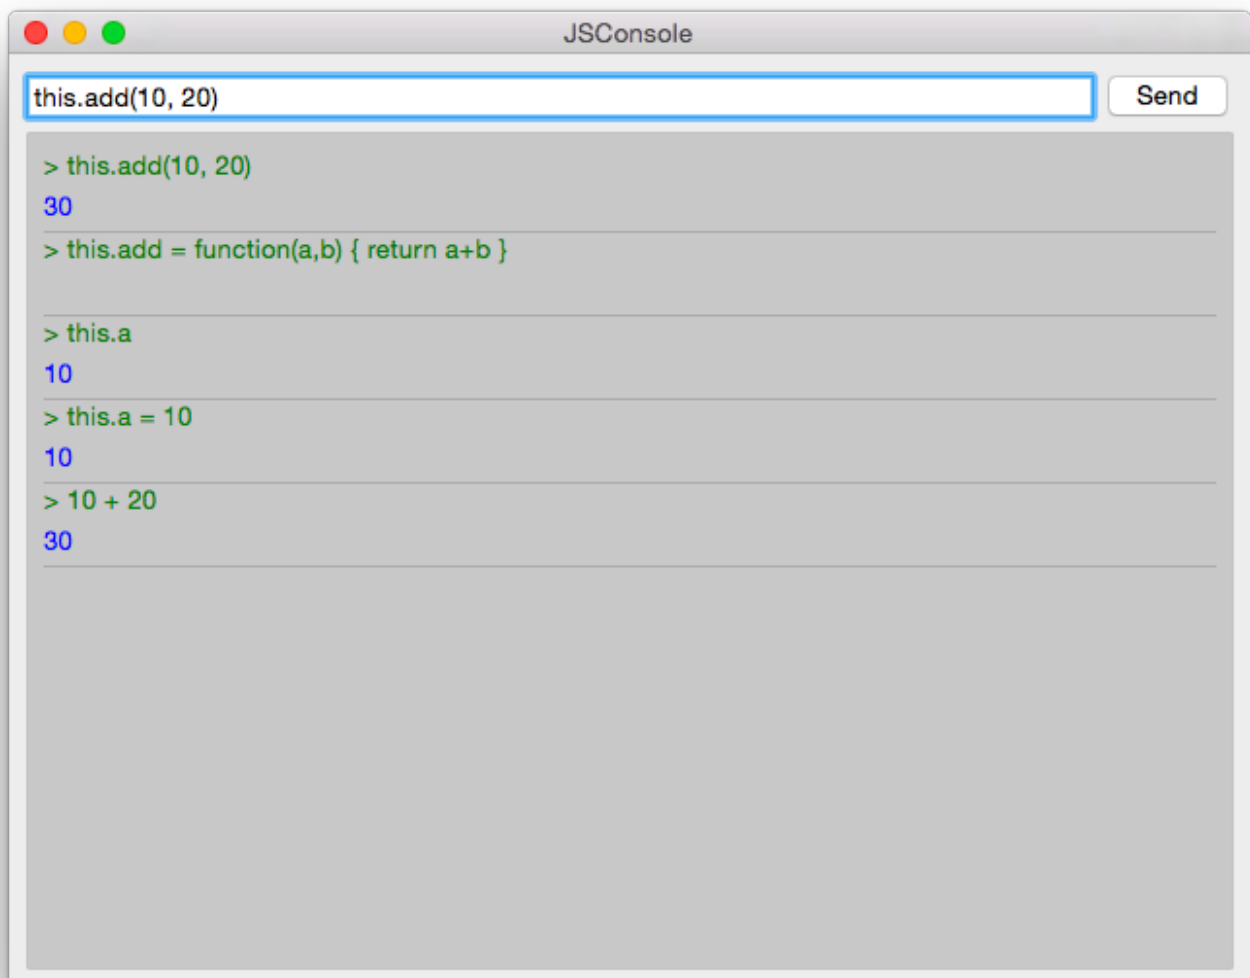 JSConsole
this.add(10, 20)
Send
> this.add(10, 20)
30
> this.add = function(a,b) { return a+b }
> this.a
10
> this.a = 10
10
> 10 + 20
30